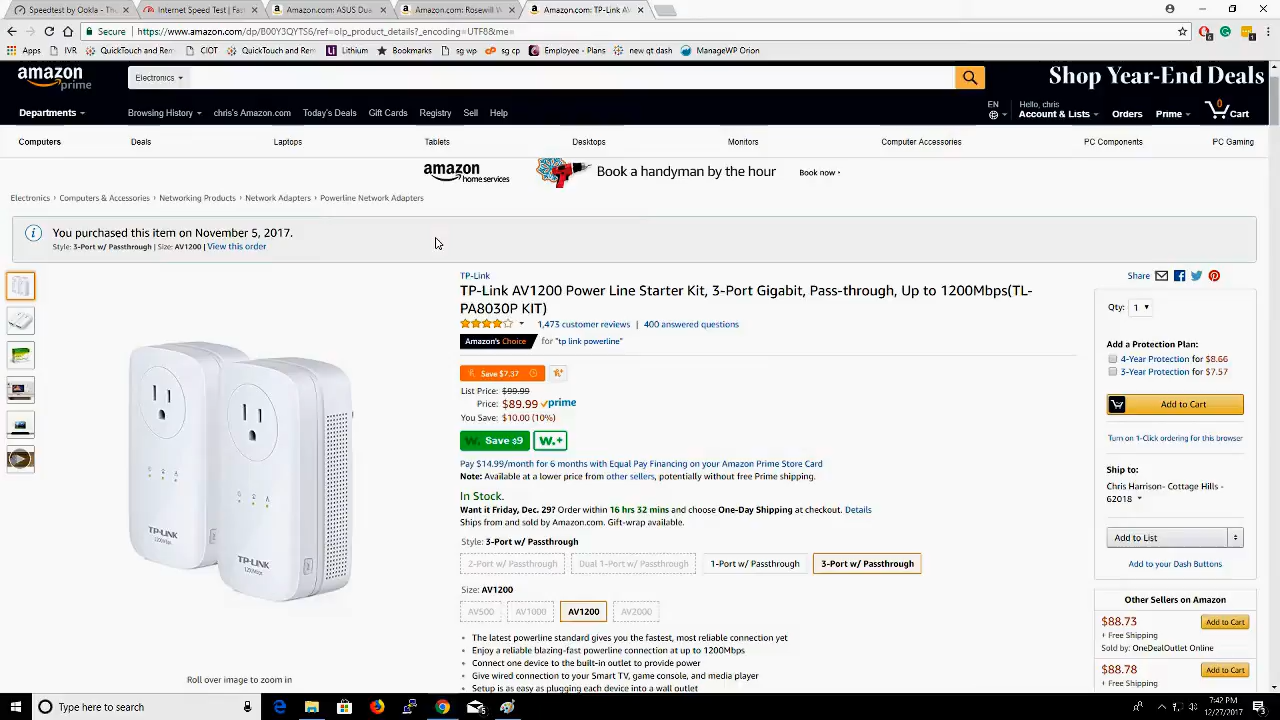 Speedtest by Ookla - The
Internet Speed Test | Fast
Amazon.com: ASUS Dua
Amazon.com: Rosewill W
Amazon.com: TP-Link AV
Secure https://www.amazon.com/dp/B00Y3QYTS6/ref=olp_product_details?_encoding=UTF8&me=
Apps IVR QuickTouch and Rem CIOT QuickTouch and Rem Lithium Bookmarks sg wp sg cp Employee - Plans new qt dash ManageWP Orion
amazon prime
Electronics
Shop Year-End Deals
Departments Browsing History chris's Amazon.com Today's Deals Gift Cards Registry Sell Help
EN
Hello, chris
Account & Lists Orders Prime 0 Cart
Computers Deals Laptops Tablets Desktops Monitors Computer Accessories PC Components PC Gaming
amazon home services Book a handyman by the hour Book now ›
Electronics › Computers & Accessories › Networking Products › Network Adapters › Powerline Network Adapters
You purchased this item on November 5, 2017.
Style: 3-Port w/ Passthrough | Size: AV1200 | View this order
TP-Link
TP-Link AV1200 Power Line Starter Kit, 3-Port Gigabit, Pass-through, Up to 1200Mbps(TL-
PA8030P KIT)
1,473 customer reviews | 400 answered questions
Amazon's Choice for "tp link powerline"
Save $7.37
List Price: $99.99
Price: $89.99 prime
You Save: $10.00 (10%)
W. Save $9 W.+
Pay $14.99/month for 6 months with Equal Pay Financing on your Amazon Prime Store Card
Note: Available at a lower price from other sellers, potentially without free Prime shipping.
In Stock.
Want it Friday, Dec. 29? Order within 16 hrs 32 mins and choose One-Day Shipping at checkout. Details
Ships from and sold by Amazon.com. Gift-wrap available.
Style: 3-Port w/ Passthrough
2-Port w/ Passthrough Dual 1-Port w/ Passthrough 1-Port w/ Passthrough 3-Port w/ Passthrough
Size: AV1200
AV500 AV1000 AV1200 AV2000
• The latest powerline standard gives you the fastest, most reliable connection yet
• Enjoy a reliable blazing-fast powerline connection at up to 1200Mbps
• Connect one device to the built-in outlet to provide power
• Give wired connection to your Smart TV, game console, and media player
• Setup is as easy as plugging each device into a wall outlet
TP-LINK
1200Mbps
TP-LINK
1200Mbps
Roll over image to zoom in
Share
Qty: 1
Add a Protection Plan:
4-Year Protection for $8.66
3-Year Protection for $7.57
Add to Cart
Turn on 1-Click ordering for this browser
Ship to:
Chris Harrison- Cottage Hills -
62018
Add to List
Add to your Dash Buttons
Other Sellers on Amazon
$88.73 Add to Cart
+ Free Shipping
Sold by: OneDealOutlet Online
$88.78 Add to Cart
+ Free Shipping
Type here to search
7:42 PM
12/27/2017